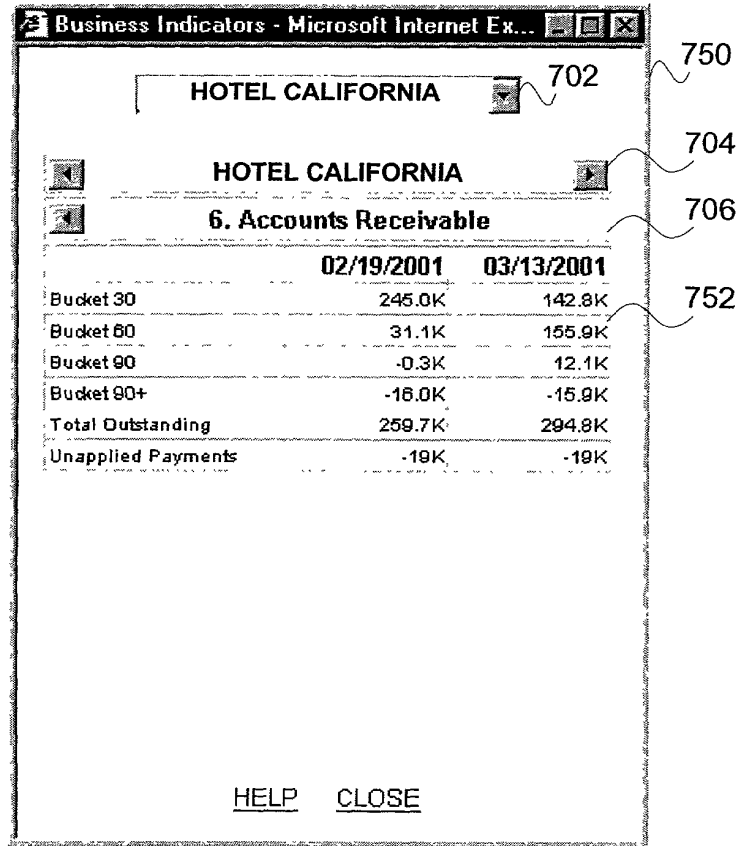 Business Indicators - Microsoft Internet Ex...
750
HOTEL CALIFORNIA
702
HOTEL CALIFORNIA
704
6. Accounts Receivable
706
02/19/2001 03/13/2001
Bucket 30 245.0K 142.8K
752
Bucket 60 31.1K 155.9K
Bucket 90 -0.3K 12.1K
Bucket 90+ -16.0K -15.9K
Total Outstanding 259.7K 294.8K
Unapplied Payments -19K -19K
HELP CLOSE